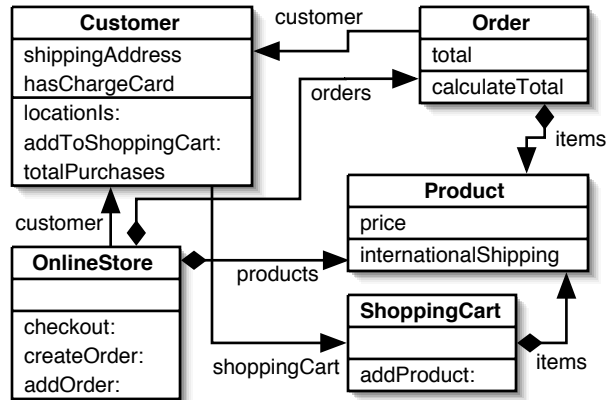 Customer
shippingAddress
hasChargeCard
locationIs:
addToShoppingCart:
totalPurchases
customer
Order
total
calculateTotal
orders
items
customer
Product
price
internationalShipping
OnlineStore
checkout:
createOrder:
addOrder:
products
shoppingCart
ShoppingCart
addProduct:
items